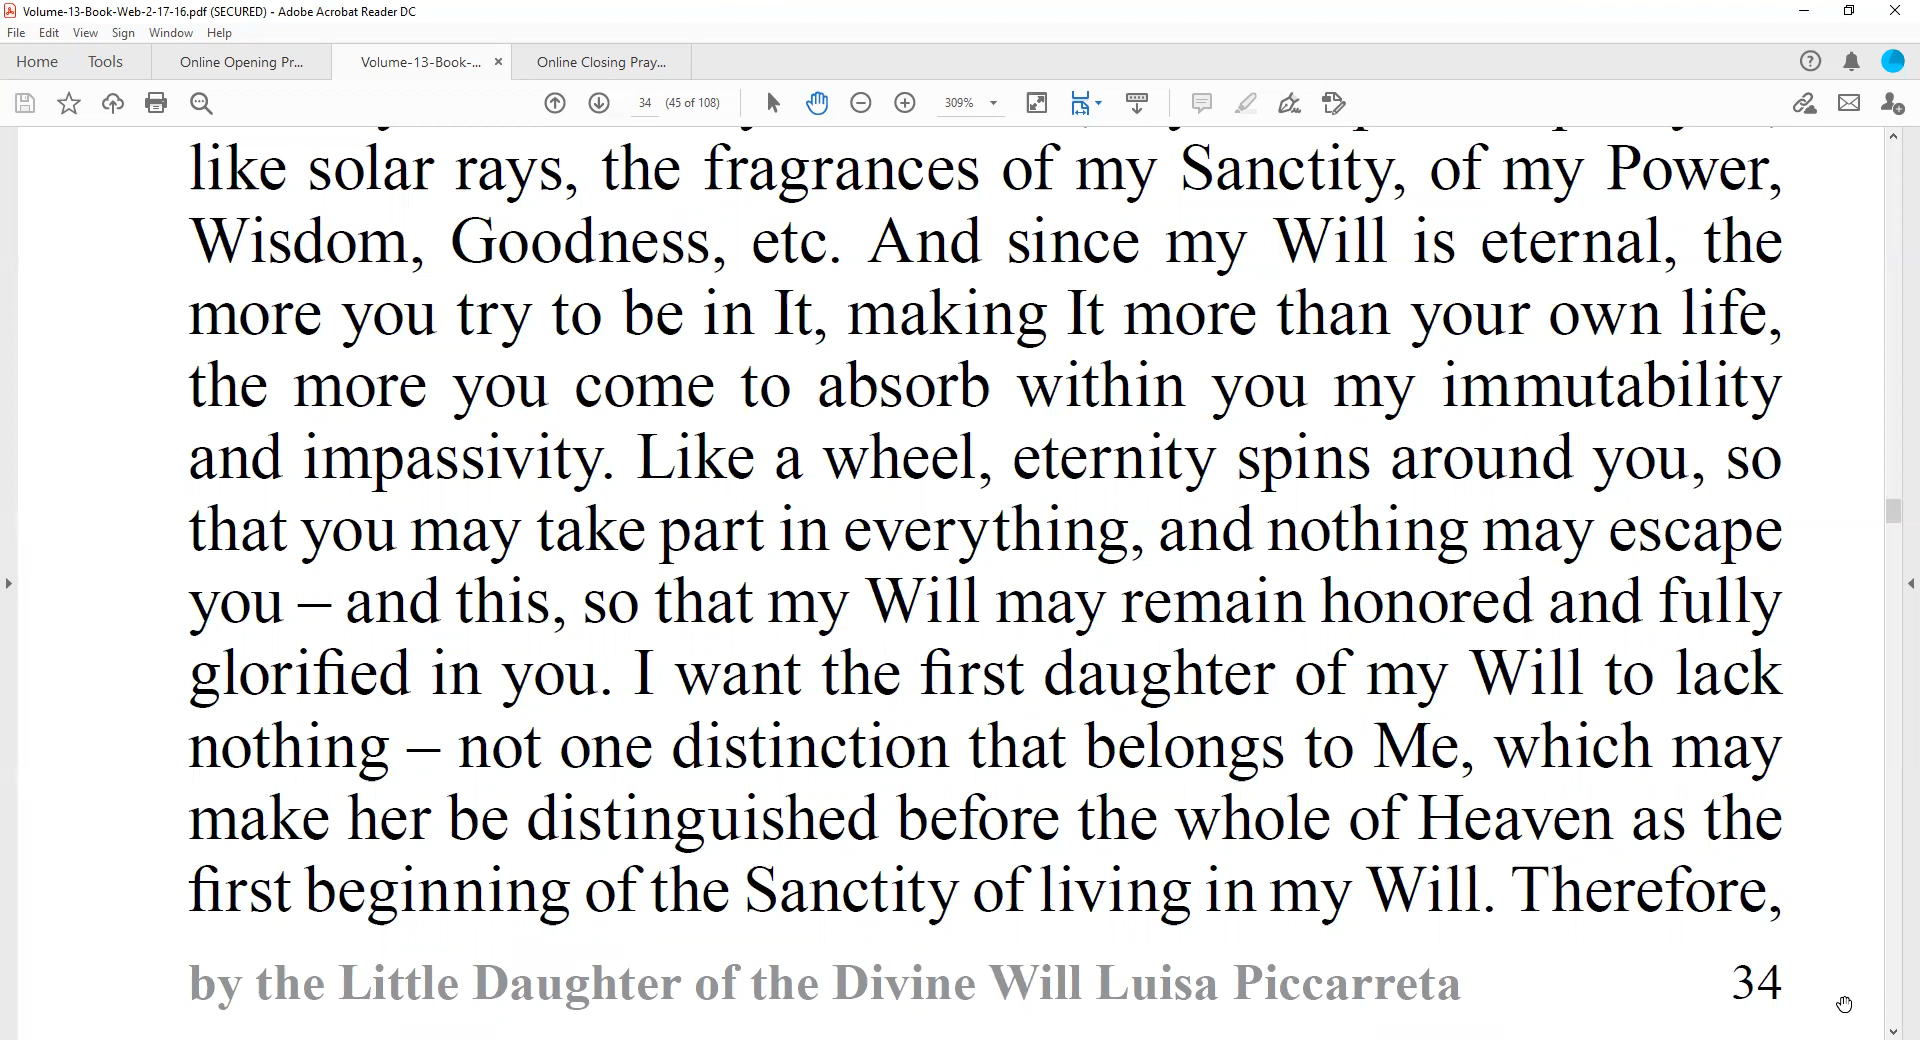 Volume-13-Book-Web-2-17-16.pdf (SECURED) - Adobe Acrobat Reader DC
File Edit View Sign Window Help
Home Tools Online Opening Pr... Volume-13-Book-... × Online Closing Pray...
34 (45 of 108) 309%
like solar rays, the fragrances of my Sanctity, of my Power,
Wisdom, Goodness, etc. And since my Will is eternal, the
more you try to be in It, making It more than your own life,
the more you come to absorb within you my immutability
and impassivity. Like a wheel, eternity spins around you, so
that you may take part in everything, and nothing may escape
you – and this, so that my Will may remain honored and fully
glorified in you. I want the first daughter of my Will to lack
nothing – not one distinction that belongs to Me, which may
make her be distinguished before the whole of Heaven as the
first beginning of the Sanctity of living in my Will. Therefore,
by the Little Daughter of the Divine Will Luisa Piccarreta 34